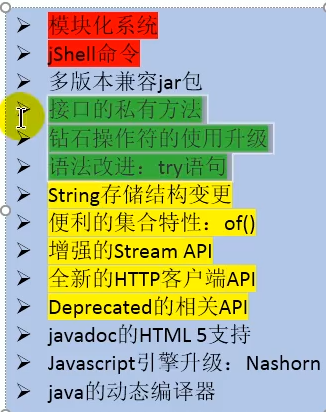 模块化系统
jShell命令
多版本兼容jar包
接口的私有方法
钻石操作符的使用升级
语法改进：try语句
String存储结构变更
便利的集合特性：of()
增强的Stream API
全新的HTTP客户端API
Deprecated的相关API
javadoc的HTML 5支持
Javascript引擎升级：Nashorn
java的动态编译器